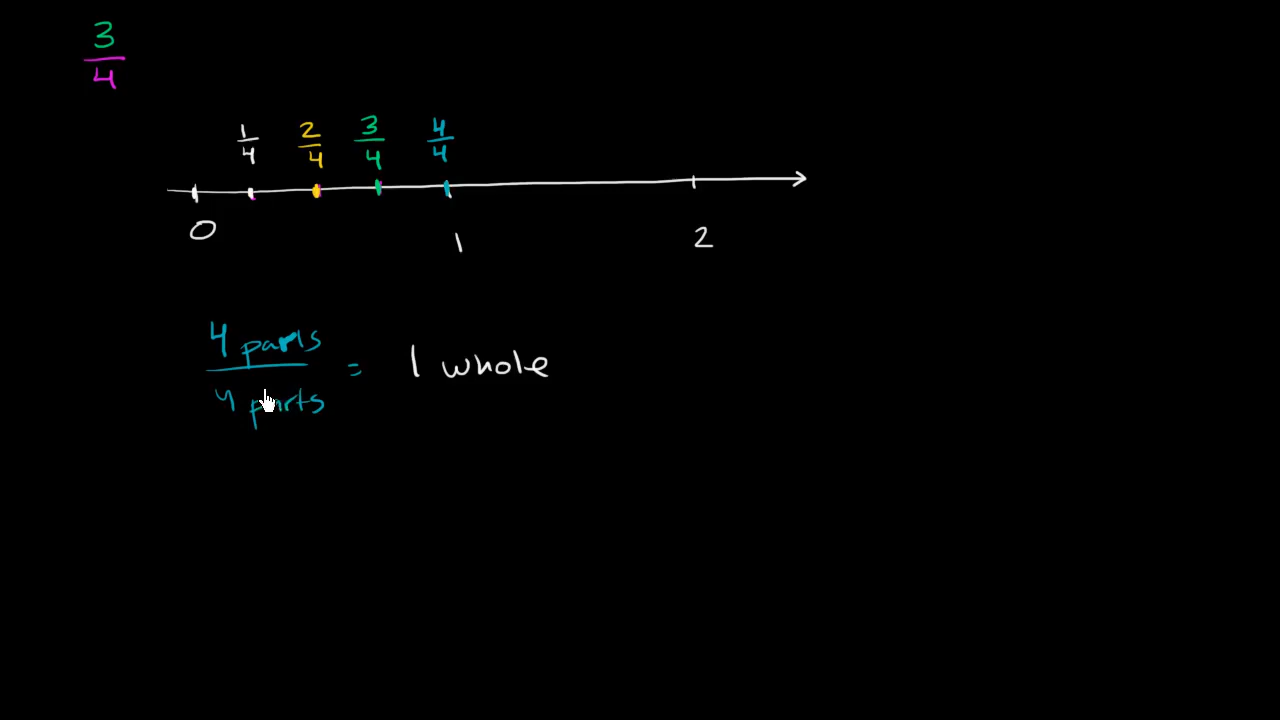 3/4
1/4 2/4 3/4 4/4
0 1 2
4 parts/4 parts = 1 whole